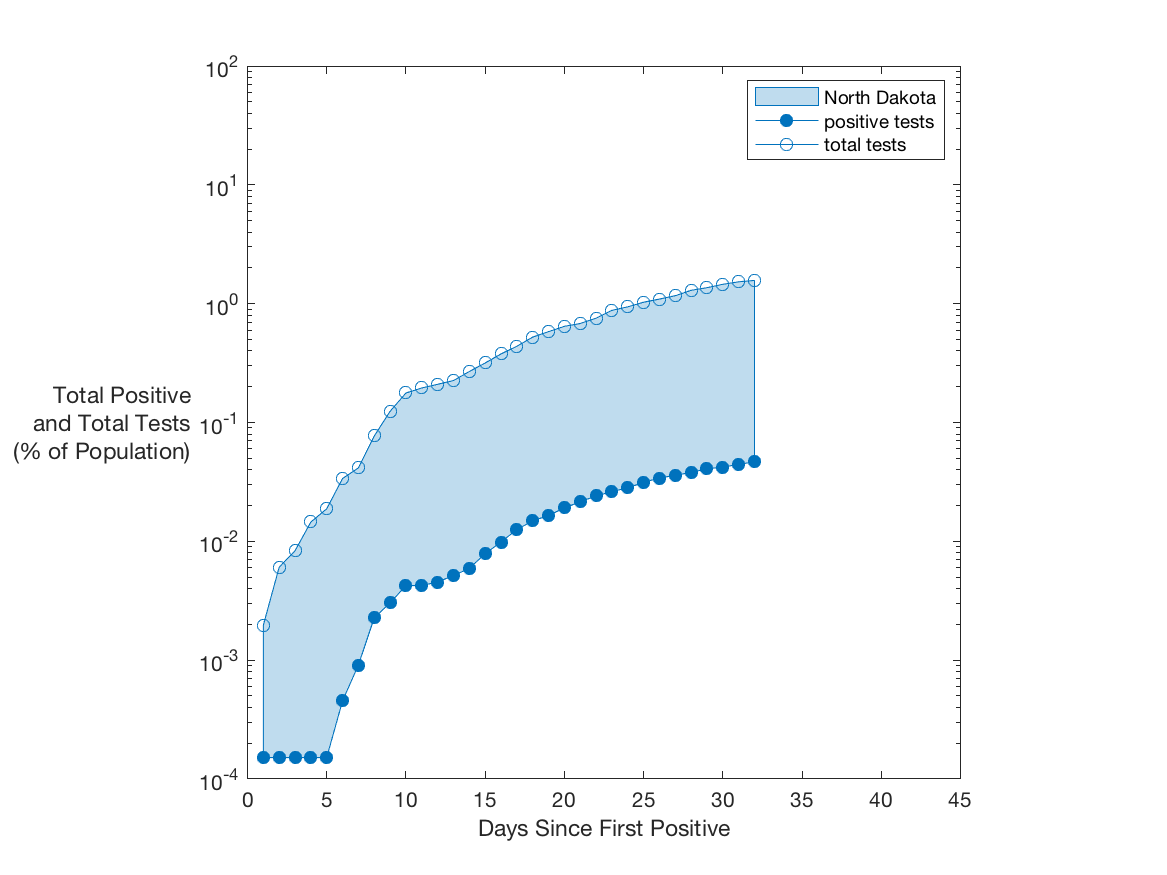 10^2
10^1
10^0
10^-1
10^-2
10^-3
10^-4
Total Positive
and Total Tests
(% of Population)
North Dakota
positive tests
total tests
0 5 10 15 20 25 30 35 40 45
Days Since First Positive